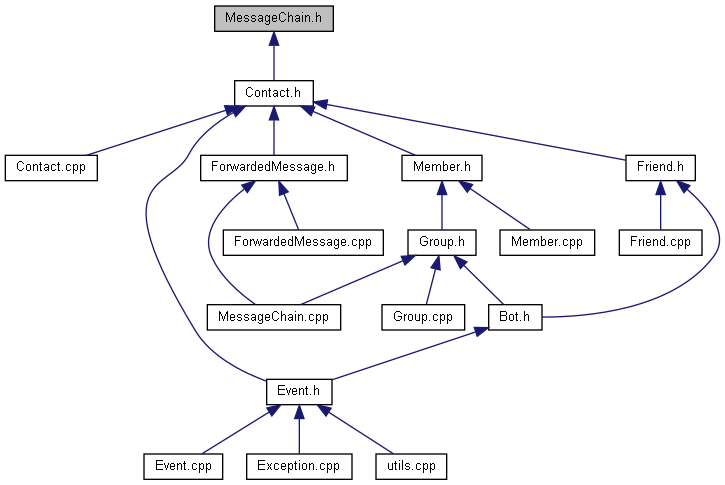 MessageChain.h
Contact.h
Contact.cpp
ForwardedMessage.h
Member.h
Friend.h
ForwardedMessage.cpp
Group.h
Member.cpp
Friend.cpp
MessageChain.cpp
Group.cpp
Bot.h
Event.h
Event.cpp
Exception.cpp
utils.cpp